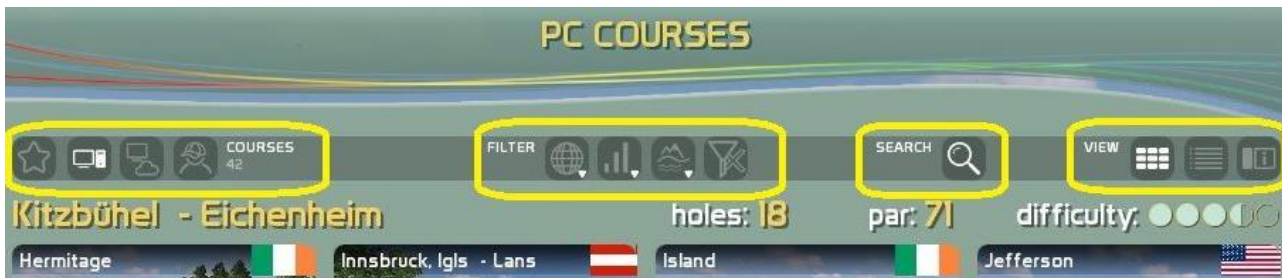 PC COURSES
COURSES
42
FILTER
SEARCH
VIEW
Kitzbühel - Eichenheim holes: 18 par: 71 difficulty:
Hermitage Innsbruck, Igls - Lans Island Jefferson